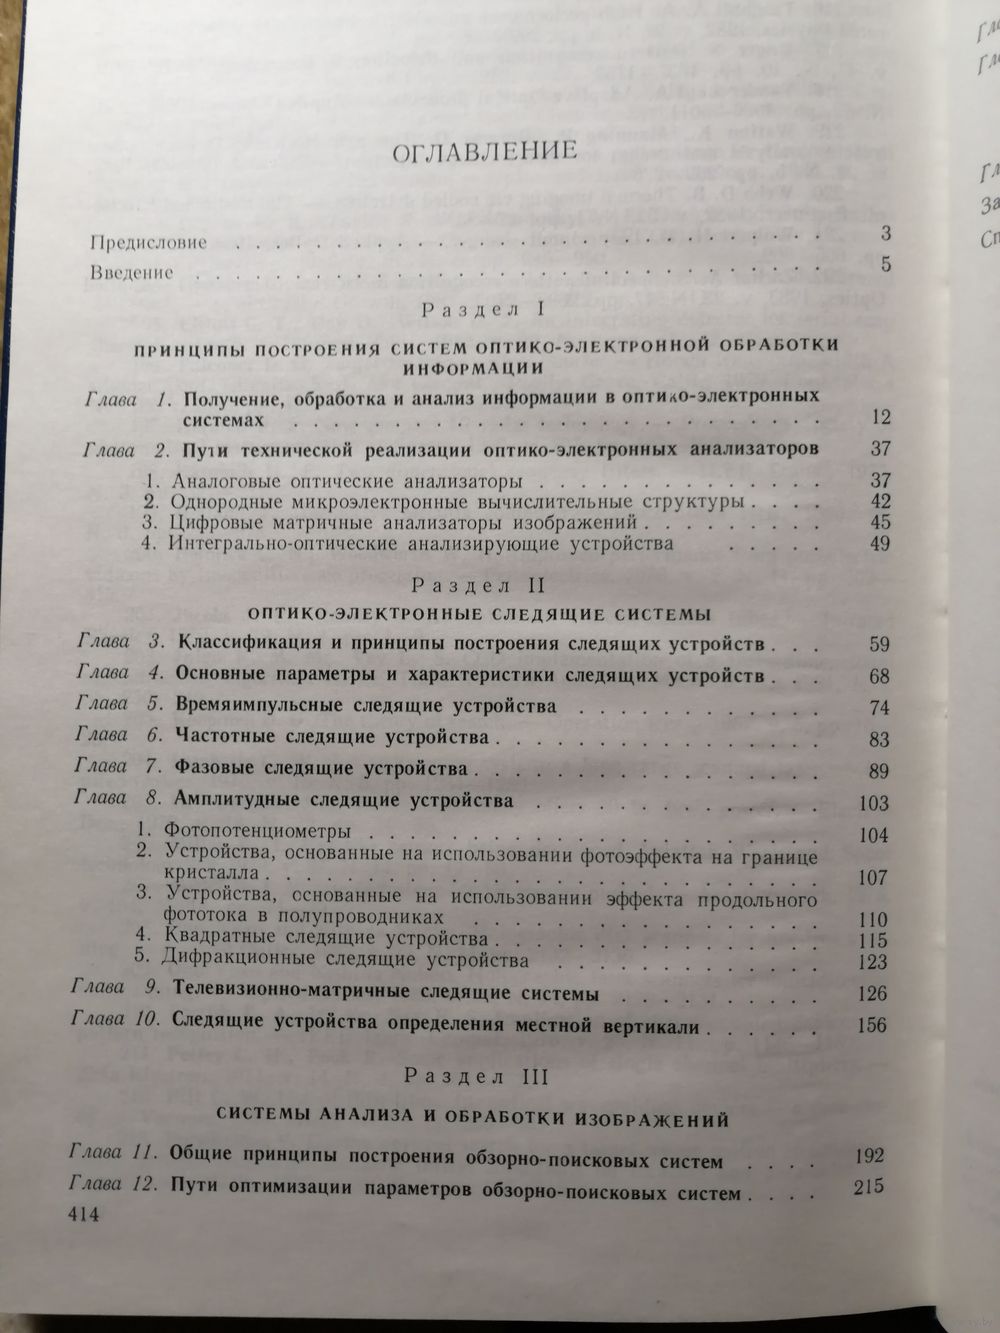 ОГЛАВЛЕНИЕ
Предисловие . . . . . . . . . . . . . . . . . . . . . . 3
Введение . . . . . . . . . . . . . . . . . . . . . . . . 5
Раздел I
ПРИНЦИПЫ ПОСТРОЕНИЯ СИСТЕМ ОПТИКО-ЭЛЕКТРОННОЙ ОБРАБОТКИ
ИНФОРМАЦИИ
Глава 1. Получение, обработка и анализ информации в оптико-электронных
системах . . . . . . . . . . . . . . . . . . . . 12
Глава 2. Пути технической реализации оптико-электронных анализаторов 37
1. Аналоговые оптические анализаторы . . . . . . . . . . . 37
2. Однородные микроэлектронные вычислительные структуры . . . . 42
3. Цифровые матричные анализаторы изображений . . . . . . . . 45
4. Интегрально-оптические анализирующие устройства . . . . . 49
Раздел II
ОПТИКО-ЭЛЕКТРОННЫЕ СЛЕДЯЩИЕ СИСТЕМЫ
Глава 3. Классификация и принципы построения следящих устройств . . . 59
Глава 4. Основные параметры и характеристики следящих устройств . . . 68
Глава 5. Времяимпульсные следящие устройства . . . . . . . . . . . . 74
Глава 6. Частотные следящие устройства . . . . . . . . . . . . . . . 83
Глава 7. Фазовые следящие устройства . . . . . . . . . . . . . . . . 89
Глава 8. Амплитудные следящие устройства . . . . . . . . . . . . . . 103
1. Фотопотенциометры . . . . . . . . . . . . . . . . . . 104
2. Устройства, основанные на использовании фотоэффекта на границе
кристалла . . . . . . . . . . . . . . . . . . . . . . 107
3. Устройства, основанные на использовании эффекта продольного
фототока в полупроводниках . . . . . . . . . . . . . . 110
4. Квадратные следящие устройства . . . . . . . . . . . . . 115
5. Дифракционные следящие устройства . . . . . . . . . . . 123
Глава 9. Телевизионно-матричные следящие системы . . . . . . . . . . 126
Глава 10. Следящие устройства определения местной вертикали . . . . . . 156
Раздел III
СИСТЕМЫ АНАЛИЗА И ОБРАБОТКИ ИЗОБРАЖЕНИЙ
Глава 11. Общие принципы построения обзорно-поисковых систем . . . . 192
Глава 12. Пути оптимизации параметров обзорно-поисковых систем . . . . 215
414